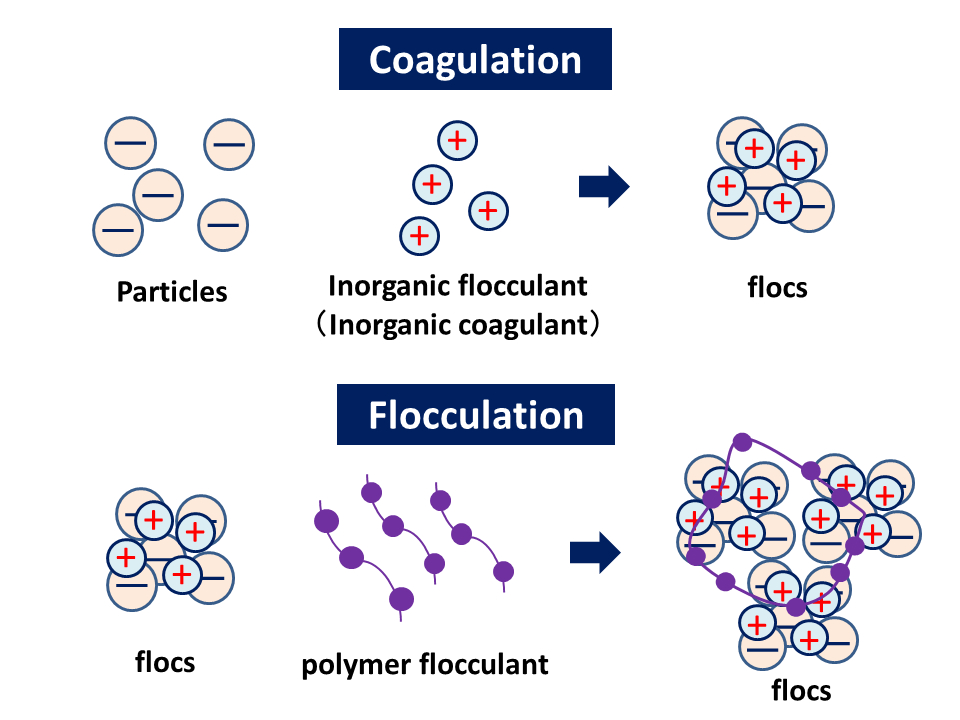 Coagulation
Particles
Inorganic flocculant
（Inorganic coagulant）
flocs
Flocculation
flocs
polymer flocculant
flocs